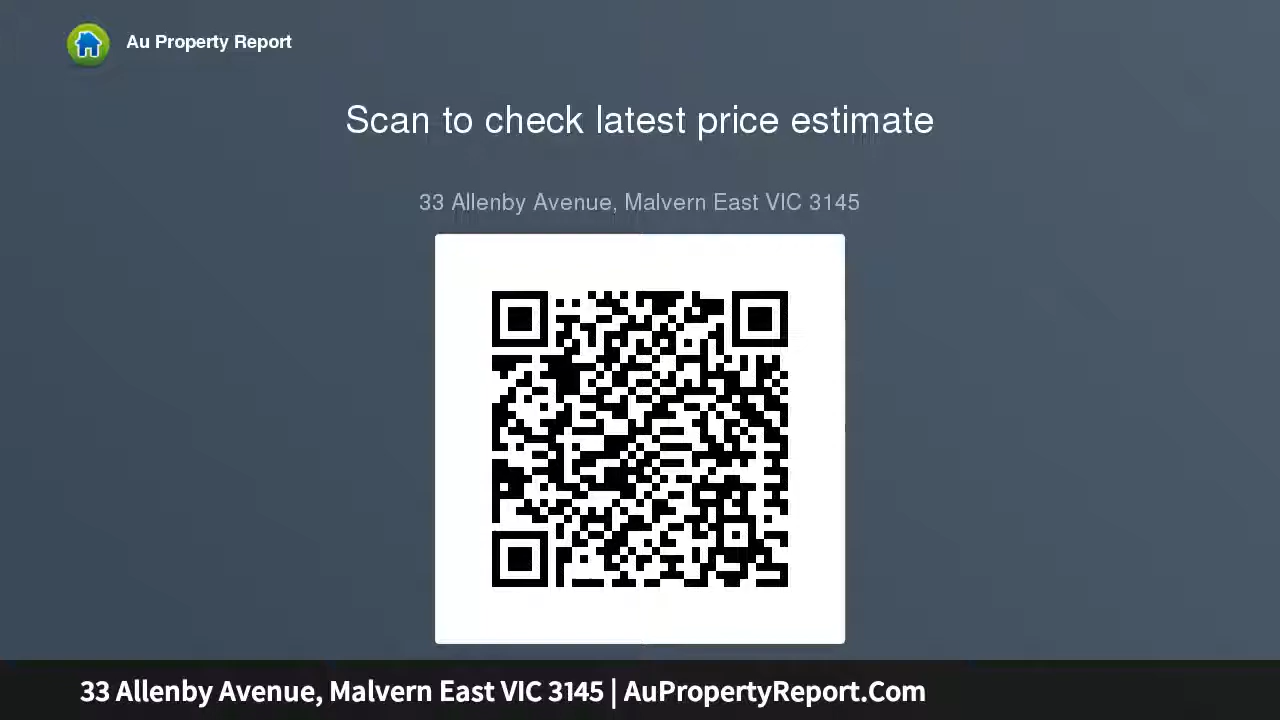 Au Property Report
Scan to check latest price estimate
33 Allenby Avenue, Malvern East VIC 3145
33 Allenby Avenue, Malvern East VIC 3145 | AuPropertyReport.Com